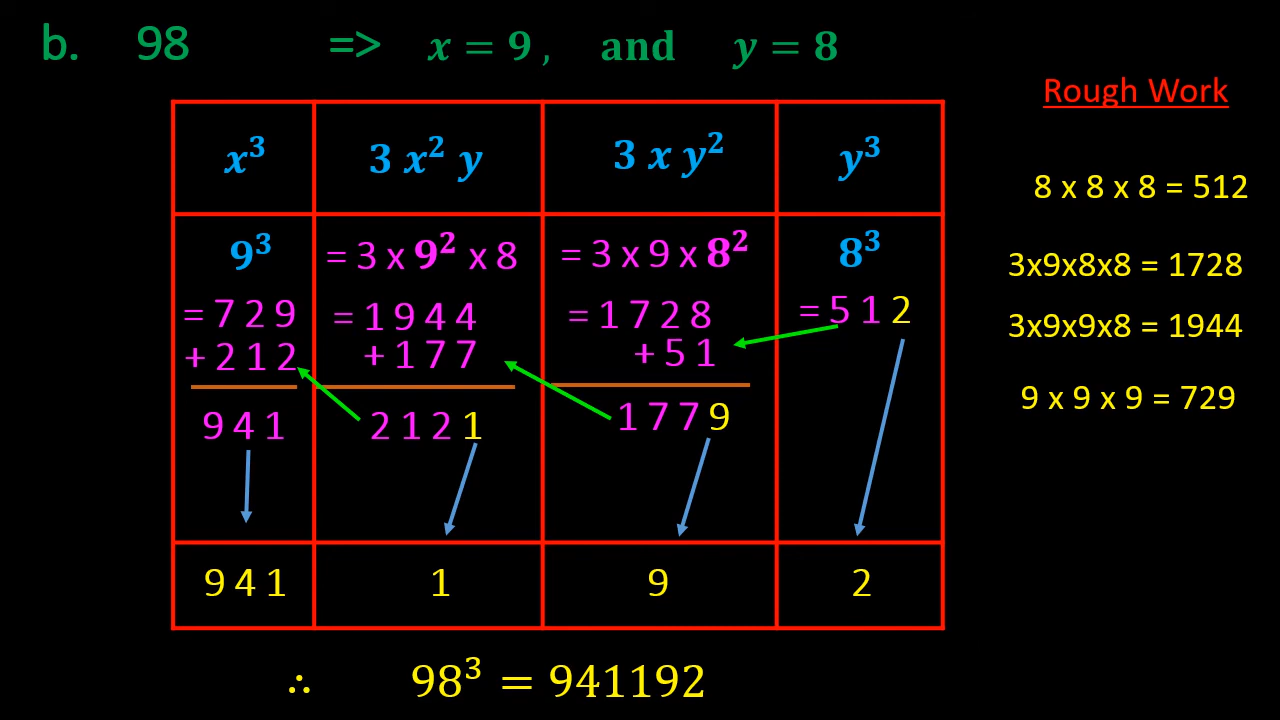 b. 98 => x = 9 , and y = 8
Rough Work
x³ 3 x² y 3 x y² y³
9³ = 3 x 9² x 8 = 3 x 9 x 8² 8³
= 7 2 9 = 1 9 4 4 = 1 7 2 8 = 5 1 2
+ 2 1 2 + 1 7 7 + 5 1
9 4 1 2 1 2 1 1 7 7 9
9 4 1 1 9 2
∴ 98³ = 941192
8 x 8 x 8 = 512
3x9x8x8 = 1728
3x9x9x8 = 1944
9 x 9 x 9 = 729